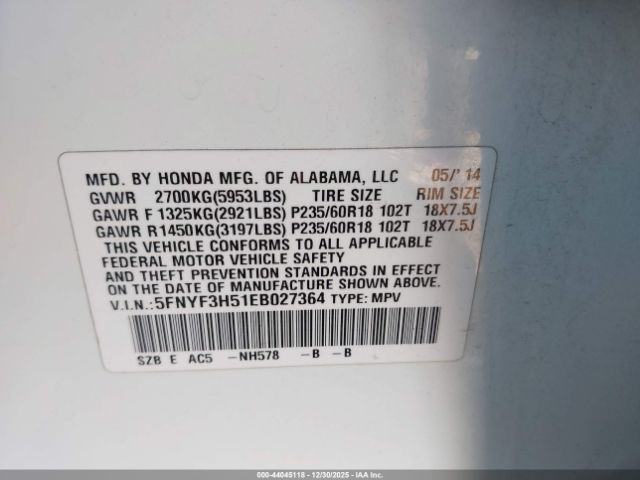 MFD. BY HONDA MFG. OF ALABAMA, LLC 05/'14
GVWR 2700KG(5953LBS) TIRE SIZE RIM SIZE
GAWR F 1325KG(2921LBS) P235/60R18 102T 18X7.5J
GAWR R1450KG(3197LBS) P235/60R18 102T 18X7.5J
THIS VEHICLE CONFORMS TO ALL APPLICABLE
FEDERAL MOTOR VEHICLE SAFETY
AND THEFT PREVENTION STANDARDS IN EFFECT
ON THE DATE OF MANUFACTURE SHOWN ABOVE.
V.I.N.:5FNYF3H51EB027364 TYPE: MPV
SZB E AC5 -NH578 -B -B
000-44045118 - 12/30/2025 - IAAI.COM